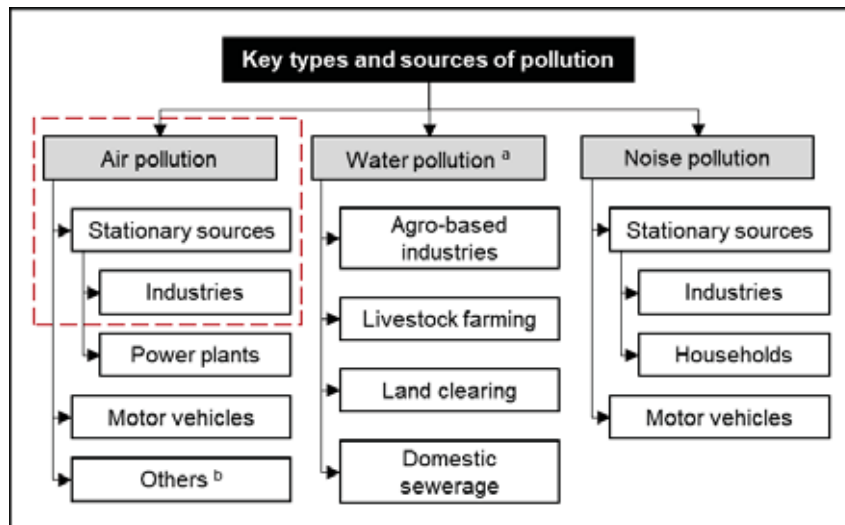 Key types and sources of pollution
Air pollution
Stationary sources
Industries
Power plants
Motor vehicles
Others ᵇ
Water pollution ᵃ
Agro-based
industries
Livestock farming
Land clearing
Domestic
sewerage
Noise pollution
Stationary sources
Industries
Households
Motor vehicles